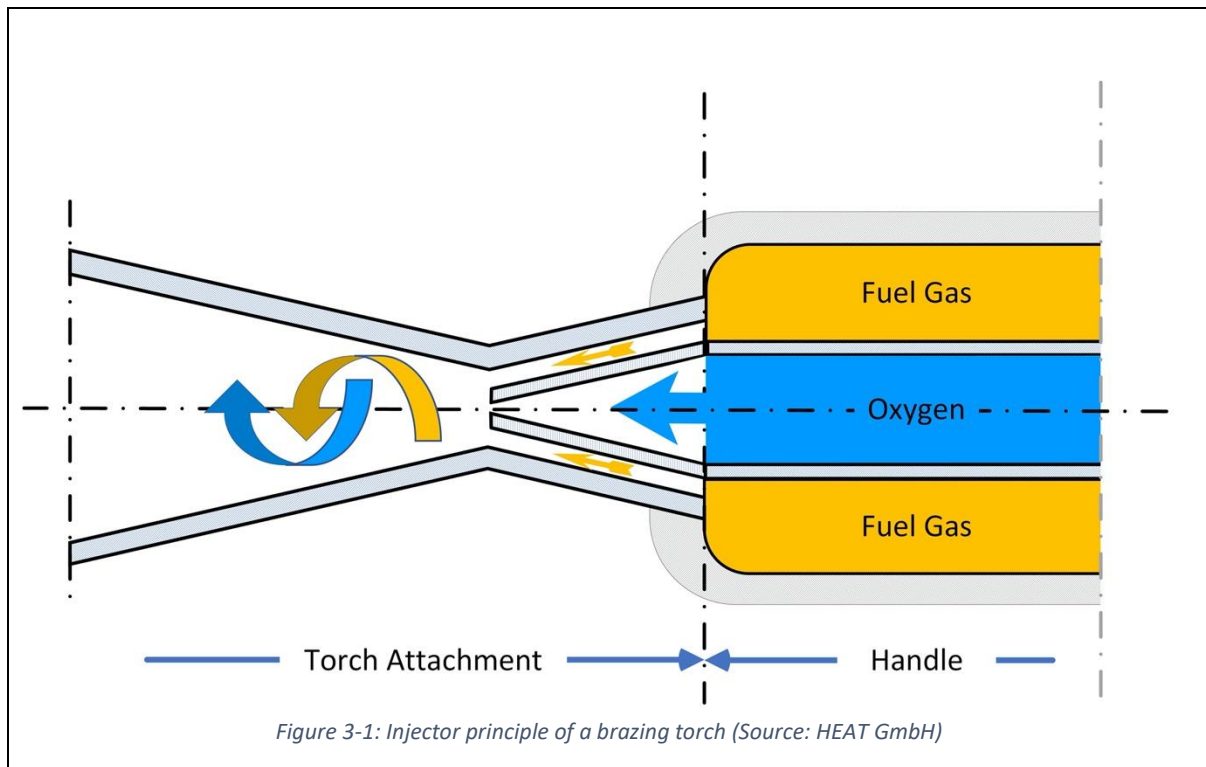 Fuel Gas
Oxygen
Fuel Gas
Torch Attachment
Handle
Figure 3-1: Injector principle of a brazing torch (Source: HEAT GmbH)